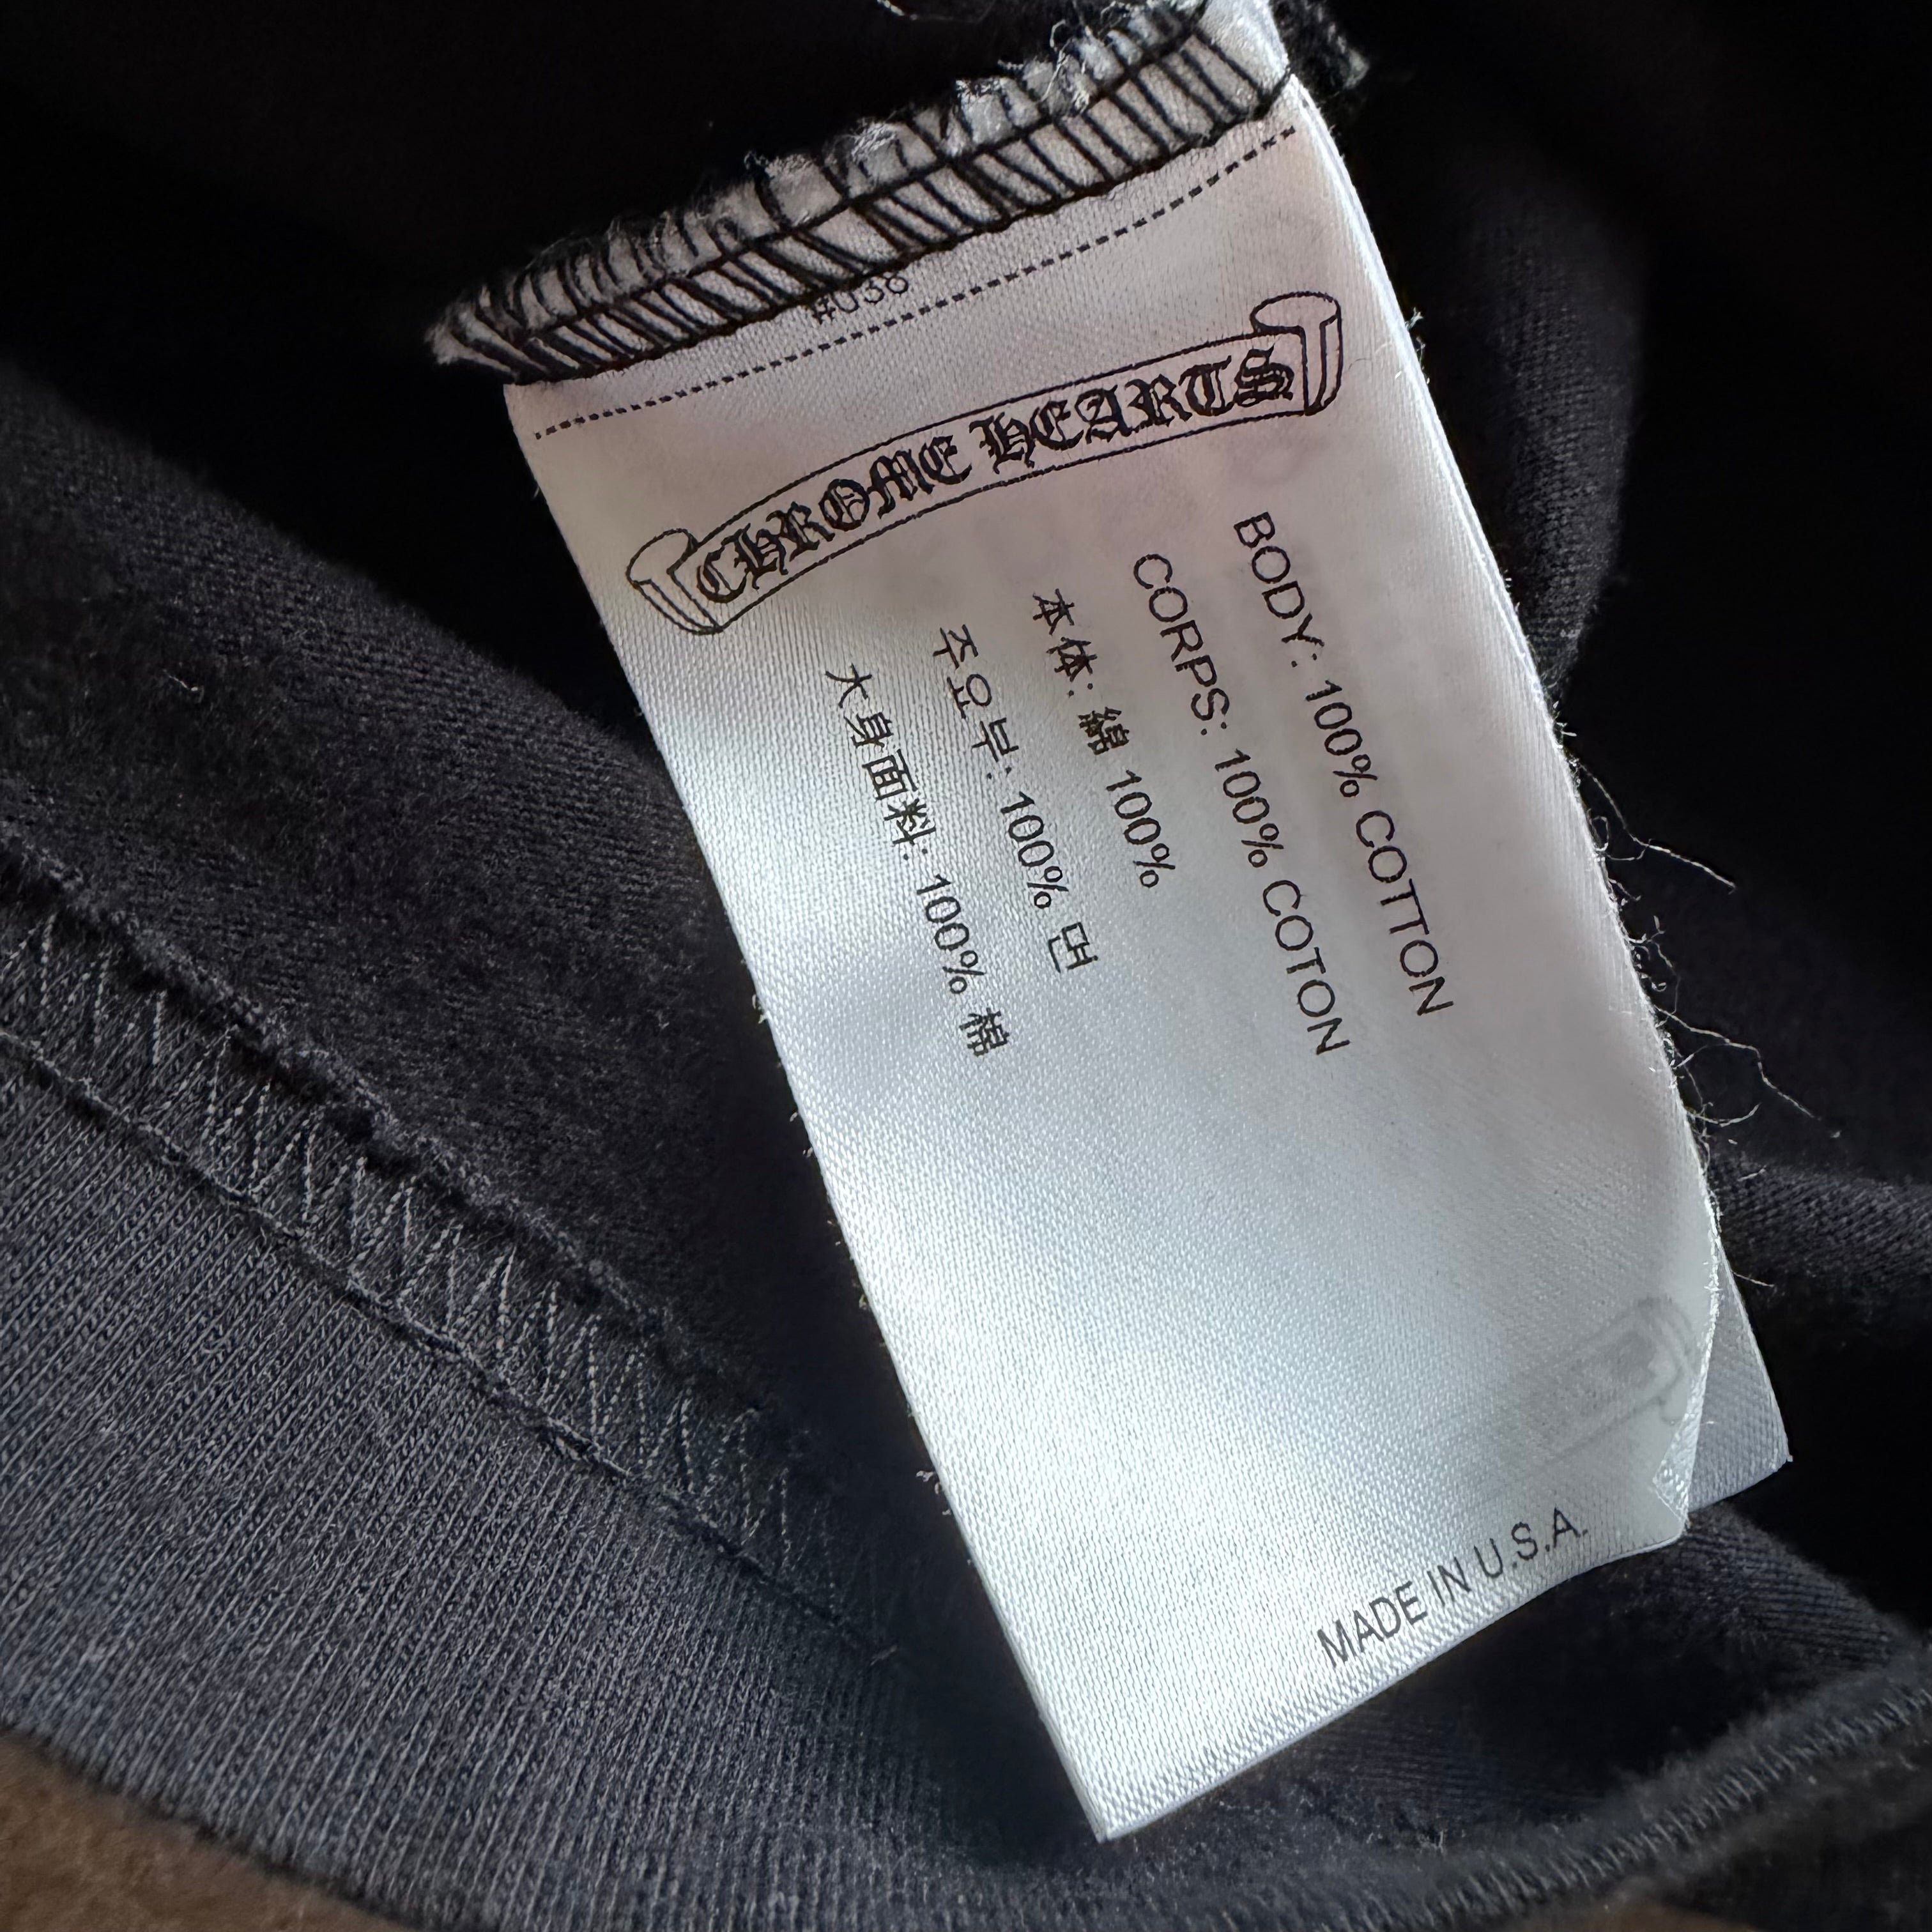 #038
CHROME HEARTS
BODY: 100% COTTON
CORPS: 100% COTON
本体: 綿 100%
주요부: 100% 면
大身面料: 100% 棉
MADE IN U.S.A.